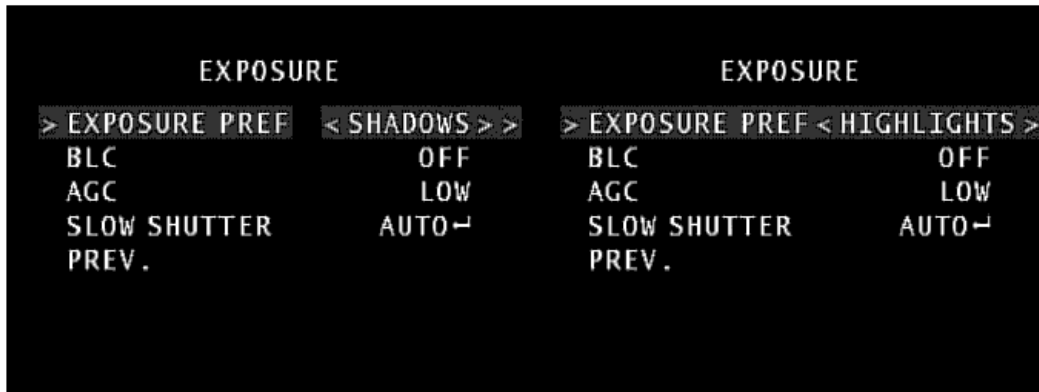 EXPOSURE
> EXPOSURE PREF < SHADOWS > >
BLC OFF
AGC LOW
SLOW SHUTTER AUTO↵
PREV.
EXPOSURE
> EXPOSURE PREF < HIGHLIGHTS >
BLC OFF
AGC LOW
SLOW SHUTTER AUTO↵
PREV.